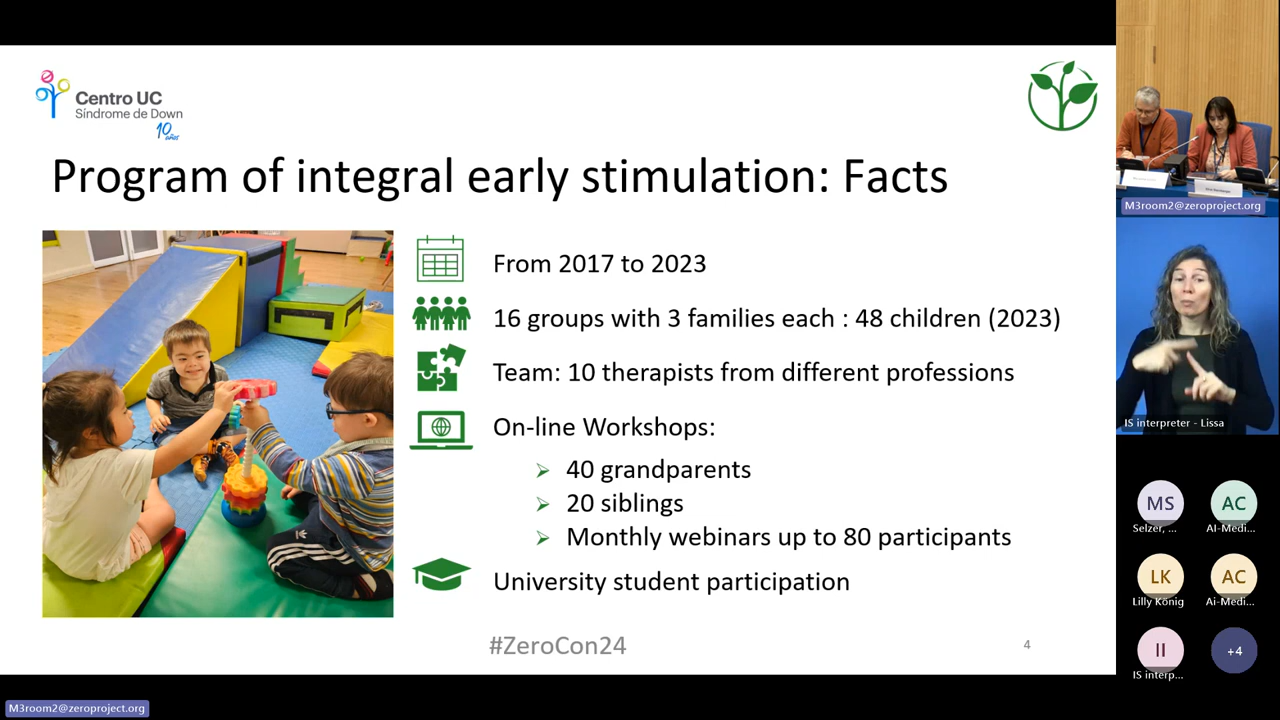 Centro UC
Síndrome de Down
10 años
Program of integral early stimulation: Facts
From 2017 to 2023
16 groups with 3 families each : 48 children (2023)
Team: 10 therapists from different professions
On-line Workshops:
40 grandparents
20 siblings
Monthly webinars up to 80 participants
University student participation
#ZeroCon24
4
M3room2@zeroproject.org
IS interpreter - Lissa
MS
Selzer, ...
AC
AI-Medi...
LK
Lilly König
AC
Ai-Medi...
II
IS interp...
+4
M3room2@zeroproject.org